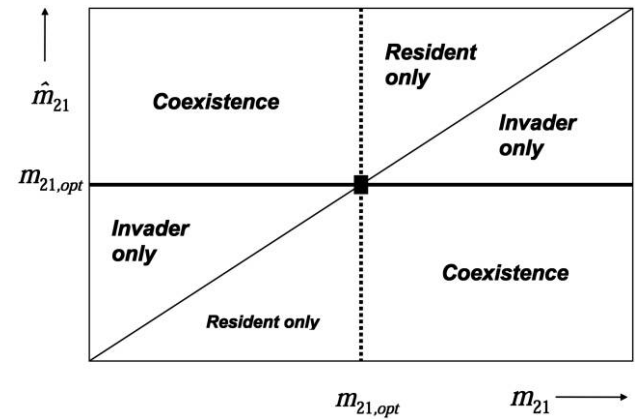 Resident
only
m̂21
Coexistence
Invader
only
m21,opt
Invader
only
Coexistence
Resident only
m21,opt
m21